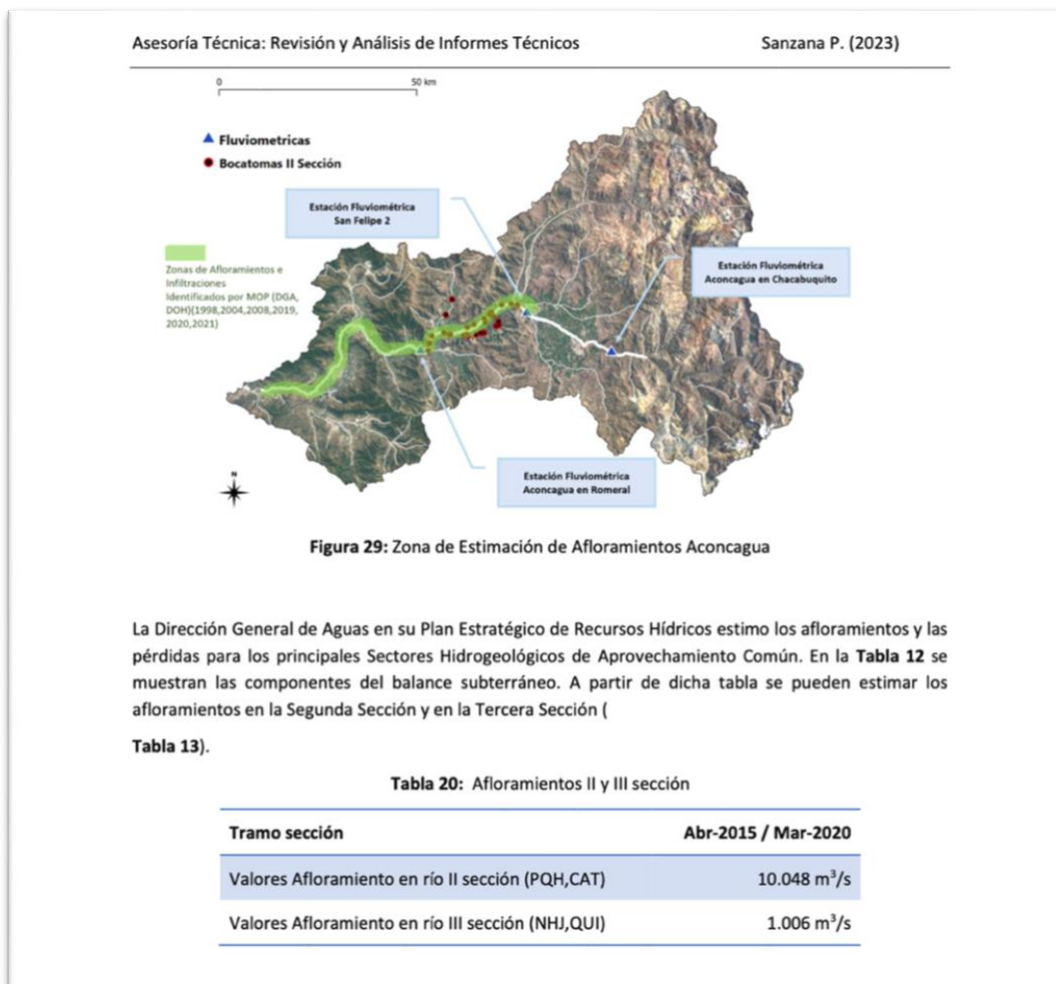 Asesoría Técnica: Revisión y Análisis de Informes Técnicos Sanzana P. (2023)
0 50 km
Fluviometricas
Bocatomas II Sección
Estación Fluviométrica
San Felipe 2
Zonas de Afloramientos e
Infiltraciones
Identificados por MOP (DGA,
DOH)(1998,2004,2008,2019,
2020,2021)
Estación Fluviométrica
Aconcagua en Chacabuquito
Estación Fluviométrica
Aconcagua en Romeral
N
Figura 29: Zona de Estimación de Afloramientos Aconcagua
La Dirección General de Aguas en su Plan Estratégico de Recursos Hídricos estimo los afloramientos y las
pérdidas para los principales Sectores Hidrogeológicos de Aprovechamiento Común. En la Tabla 12 se
muestran las componentes del balance subterráneo. A partir de dicha tabla se pueden estimar los
afloramientos en la Segunda Sección y en la Tercera Sección (
Tabla 13).
Tabla 20: Afloramientos II y III sección
Tramo sección Abr-2015 / Mar-2020
Valores Afloramiento en río II sección (PQH,CAT) 10.048 m³/s
Valores Afloramiento en río III sección (NHJ,QUI) 1.006 m³/s